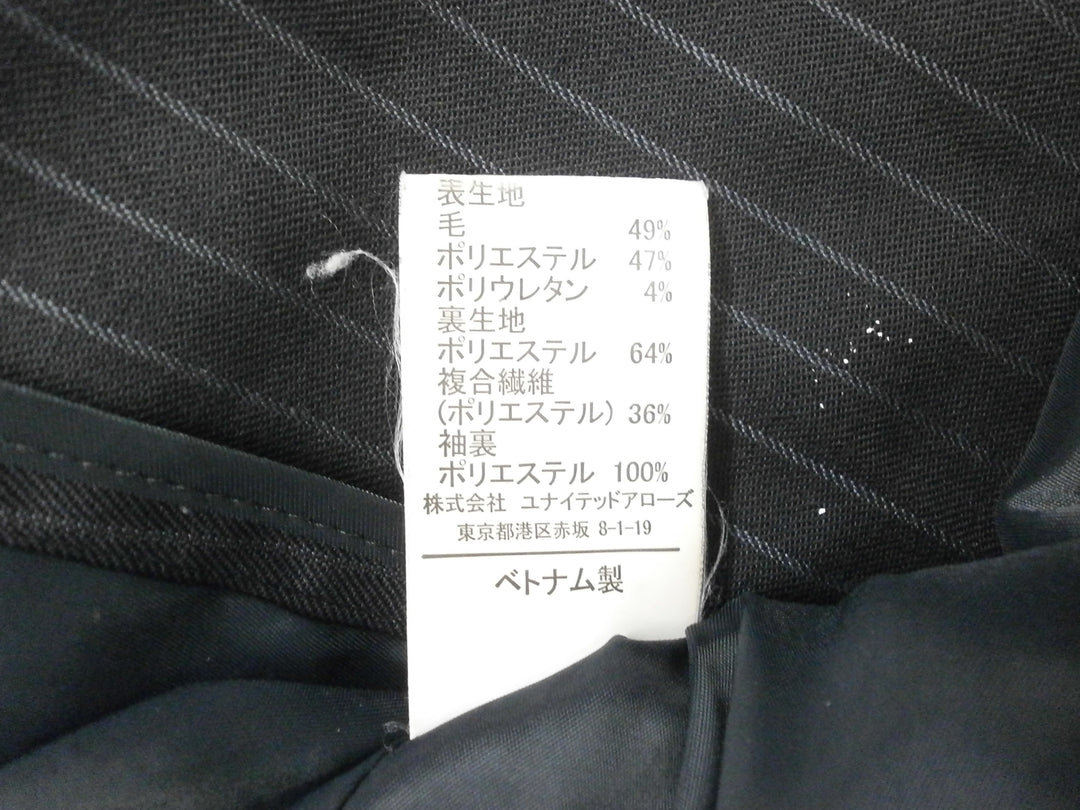 表生地
毛 49%
ポリエステル 47%
ポリウレタン 4%
裏生地
ポリエステル 64%
複合繊維
(ポリエステル) 36%
袖裏
ポリエステル 100%
株式会社 ユナイテッドアローズ
東京都港区赤坂 8-1-19
ベトナム製